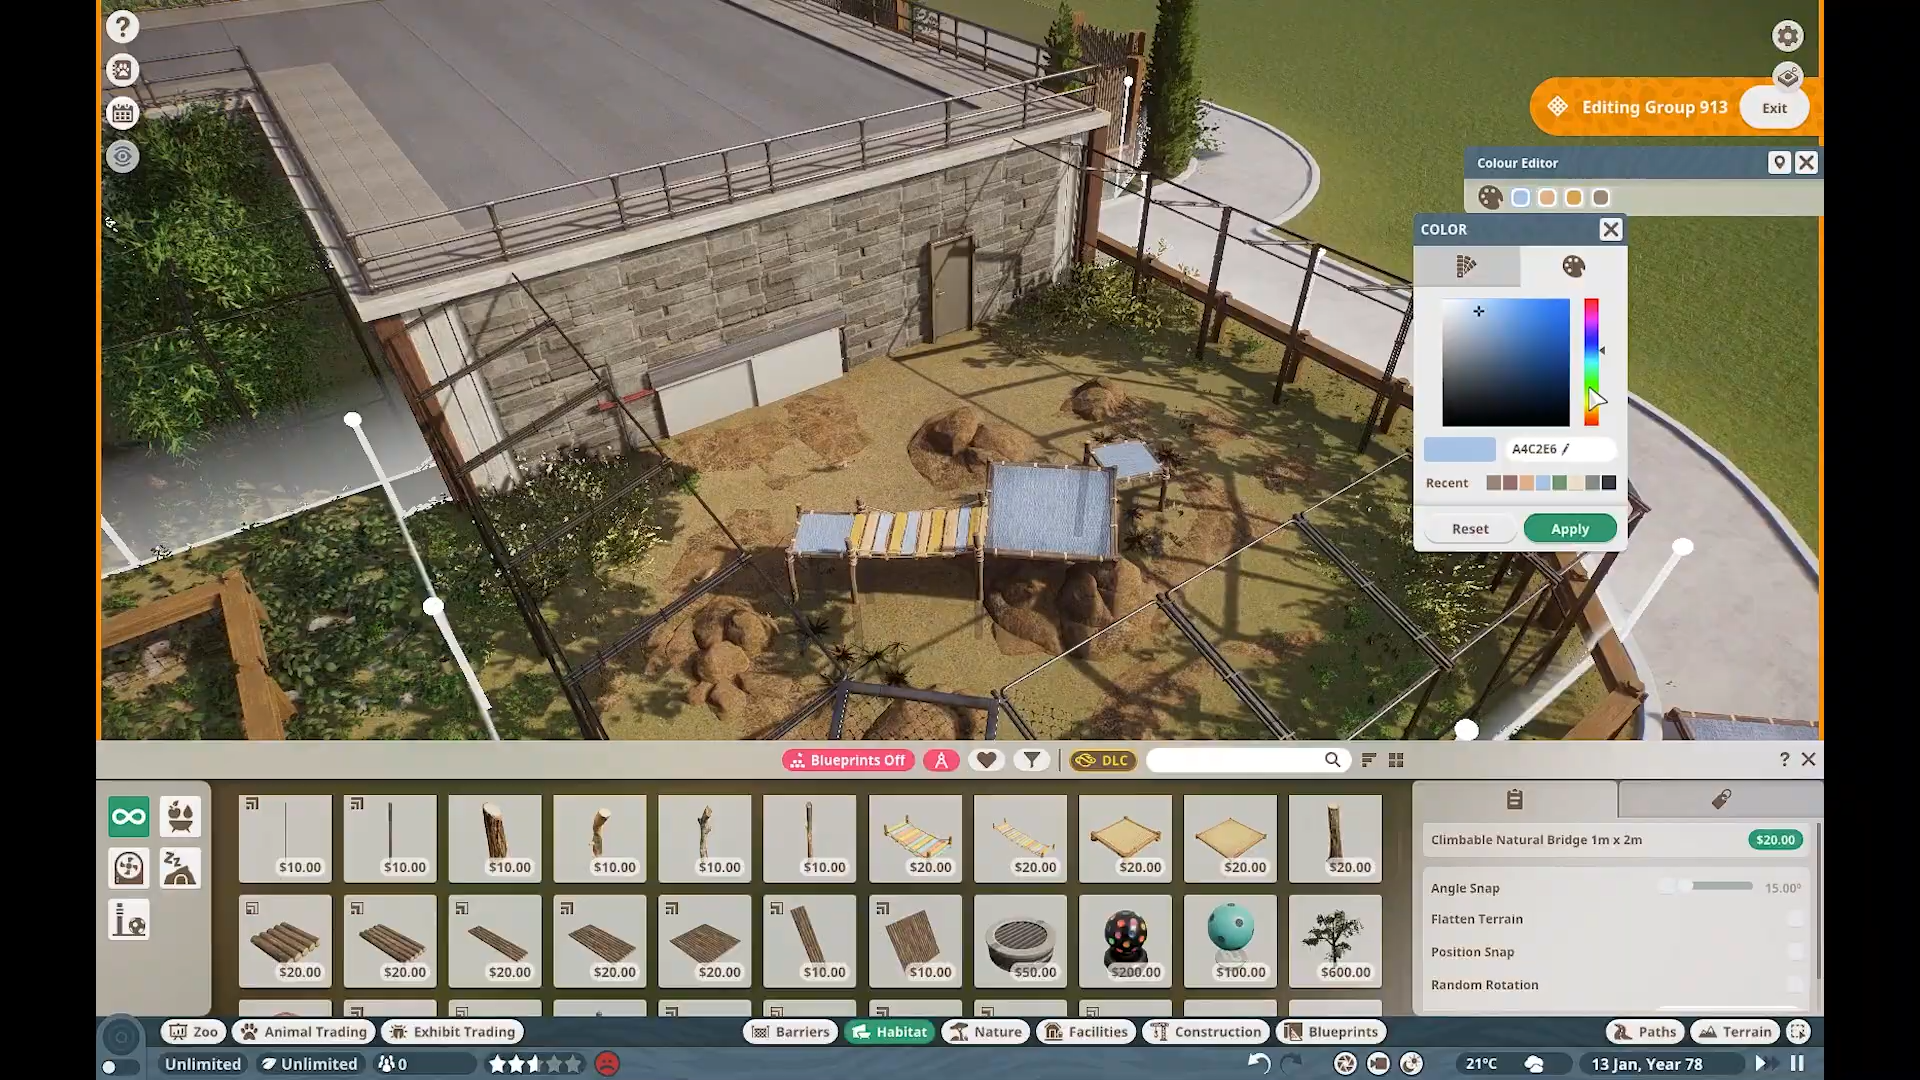 ?
Editing Group 913
Exit
Colour Editor
COLOR
A4C2E6
Recent
Reset
Apply
Blueprints Off
DLC
?
$10.00
$10.00
$10.00
$10.00
$10.00
$10.00
$20.00
$20.00
$20.00
$20.00
$20.00
$20.00
$20.00
$20.00
$20.00
$20.00
$10.00
$10.00
$50.00
$200.00
$100.00
$600.00
Climbable Natural Bridge 1m x 2m
$20.00
Angle Snap
15.00°
Flatten Terrain
Position Snap
Random Rotation
Zoo
Animal Trading
Exhibit Trading
Barriers
Habitat
Nature
Facilities
Construction
Blueprints
Paths
Terrain
Unlimited
Unlimited
0
21°C
13 Jan, Year 78